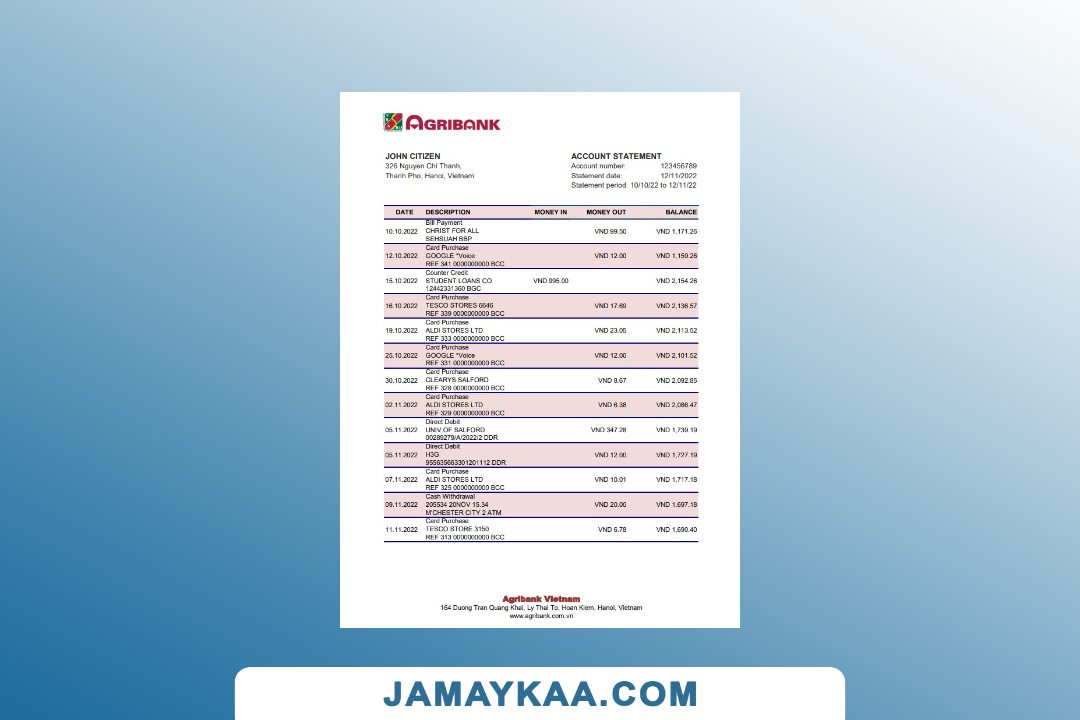 AGRIBANK
JOHN CITIZEN
326 Nguyen Chi Thanh,
Thanh Pho, Hanoi, Vietnam
ACCOUNT STATEMENT
Account number: 123456789
Statement date: 12/11/2022
Statement period: 10/10/22 to 12/11/22
DATE DESCRIPTION MONEY IN MONEY OUT BALANCE
Bill Payment
10.10.2022 CHRIST FOR ALL VND 99.50 VND 1,171.26
SEHSUAH BBP
Card Purchase
12.10.2022 GOOGLE *Voice VND 12.00 VND 1,159.26
REF 341 0000000000 BCC
Counter Credit
15.10.2022 STUDENT LOANS CO VND 995.00 VND 2,154.26
12442331360 BGC
Card Purchase
16.10.2022 TESCO STORES 6646 VND 17.69 VND 2,136.57
REF 339 0000000000 BCC
Card Purchase
19.10.2022 ALDI STORES LTD VND 23.05 VND 2,113.52
REF 333 0000000000 BCC
Card Purchase
25.10.2022 GOOGLE *Voice VND 12.00 VND 2,101.52
REF 331 0000000000 BCC
Card Purchase
30.10.2022 CLEARYS SALFORD VND 8.67 VND 2,092.85
REF 328 0000000000 BCC
Card Purchase
02.11.2022 ALDI STORES LTD VND 6.38 VND 2,086.47
REF 329 0000000000 BCC
Direct Debit
05.11.2022 UNIV OF SALFORD VND 347.28 VND 1,739.19
00289279/A/2022/2 DDR
Direct Debit
05.11.2022 H3G VND 12.00 VND 1,727.19
955635663301201112 DDR
Card Purchase
07.11.2022 ALDI STORES LTD VND 10.01 VND 1,717.18
REF 325 0000000000 BCC
Cash Withdrawal
09.11.2022 205534 20NOV 15.34 VND 20.00 VND 1,697.18
M'CHESTER CITY 2 ATM
Card Purchase
11.11.2022 TESCO STORE 3150 VND 6.78 VND 1,690.40
REF 313 0000000000 BCC
Agribank Vietnam
164 Duong Tran Quang Khai, Ly Thai To, Hoan Kiem. Hanoi, Vietnam
www.agribank.com.vn
JAMAYKAA.COM